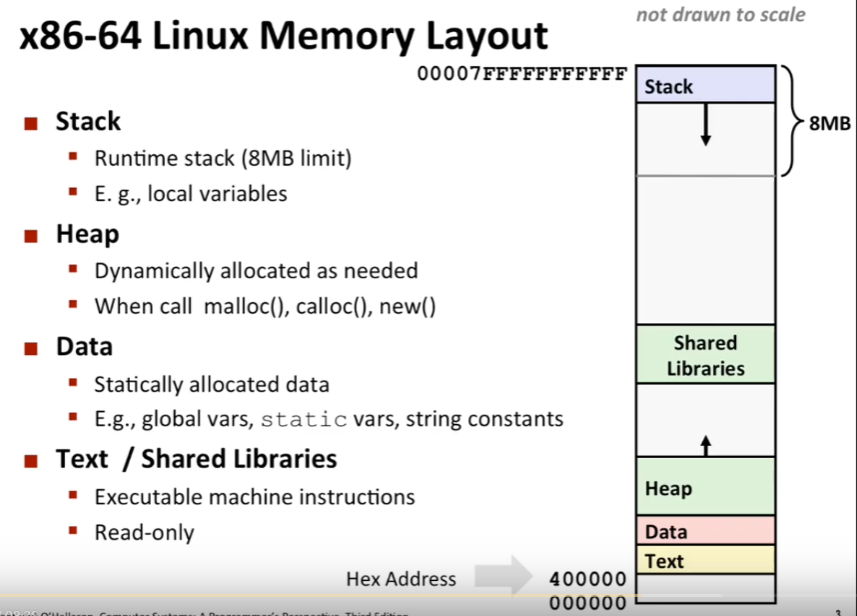 not drawn to scale
x86-64 Linux Memory Layout
00007FFFFFFFFFFF
Stack
8MB
Stack
Runtime stack (8MB limit)
E. g., local variables
Heap
Dynamically allocated as needed
When call malloc(), calloc(), new()
Data
Statically allocated data
E.g., global vars, static vars, string constants
Text / Shared Libraries
Executable machine instructions
Read-only
Shared
Libraries
Heap
Data
Text
Hex Address
400000
000000
O'Hallaron, Computer Systems: A Programmer's Perspective, Third Edition
3